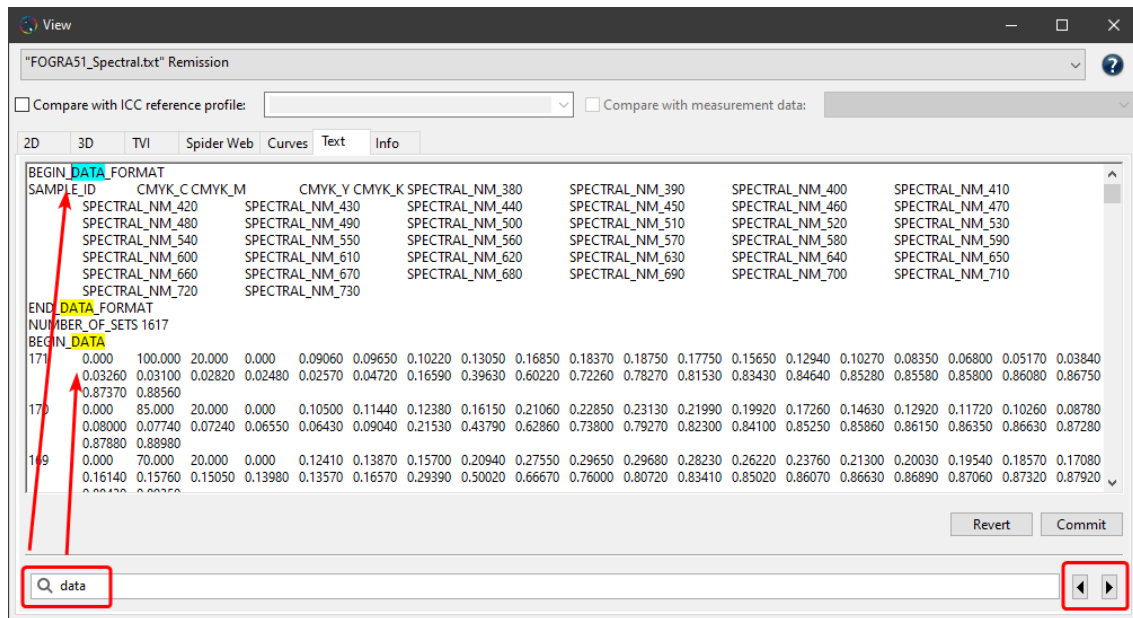 View
"FOGRA51_Spectral.txt" Remission
Compare with ICC reference profile: Compare with measurement data:
2D 3D TVI Spider Web Curves Text Info
BEGIN_DATA_FORMAT
SAMPLE_ID CMYK_C CMYK_M CMYK_Y CMYK_K SPECTRAL_NM_380 SPECTRAL_NM_390 SPECTRAL_NM_400 SPECTRAL_NM_410
SPECTRAL_NM_420 SPECTRAL_NM_430 SPECTRAL_NM_440 SPECTRAL_NM_450 SPECTRAL_NM_460 SPECTRAL_NM_470
SPECTRAL_NM_480 SPECTRAL_NM_490 SPECTRAL_NM_500 SPECTRAL_NM_510 SPECTRAL_NM_520 SPECTRAL_NM_530
SPECTRAL_NM_540 SPECTRAL_NM_550 SPECTRAL_NM_560 SPECTRAL_NM_570 SPECTRAL_NM_580 SPECTRAL_NM_590
SPECTRAL_NM_600 SPECTRAL_NM_610 SPECTRAL_NM_620 SPECTRAL_NM_630 SPECTRAL_NM_640 SPECTRAL_NM_650
SPECTRAL_NM_660 SPECTRAL_NM_670 SPECTRAL_NM_680 SPECTRAL_NM_690 SPECTRAL_NM_700 SPECTRAL_NM_710
SPECTRAL_NM_720 SPECTRAL_NM_730
END_DATA_FORMAT
NUMBER_OF_SETS 1617
BEGIN_DATA
171 0.000 100.000 20.000 0.000 0.09060 0.09650 0.10220 0.13050 0.16850 0.18370 0.18750 0.17750 0.15650 0.12940 0.10270 0.08350 0.06800 0.05170 0.03840
0.03260 0.03100 0.02820 0.02480 0.02570 0.04720 0.16590 0.39630 0.60220 0.72260 0.78270 0.81530 0.83430 0.84640 0.85280 0.85580 0.85800 0.86080 0.86750
0.87370 0.88560
170 0.000 85.000 20.000 0.000 0.10500 0.11440 0.12380 0.16150 0.21060 0.22850 0.23130 0.21990 0.19920 0.17260 0.14630 0.12920 0.11720 0.10260 0.08780
0.08000 0.07740 0.07240 0.06550 0.06430 0.09040 0.21530 0.43790 0.62860 0.73800 0.79270 0.82300 0.84100 0.85250 0.85860 0.86150 0.86350 0.86630 0.87280
0.87880 0.88980
169 0.000 70.000 20.000 0.000 0.12410 0.13870 0.15700 0.20940 0.27550 0.29650 0.29680 0.28230 0.26220 0.23760 0.21300 0.20030 0.19540 0.18570 0.17080
0.16140 0.15760 0.15050 0.13980 0.13570 0.16570 0.29390 0.50020 0.66670 0.76000 0.80720 0.83410 0.85020 0.86070 0.86630 0.86890 0.87060 0.87320 0.87920
Revert Commit
data